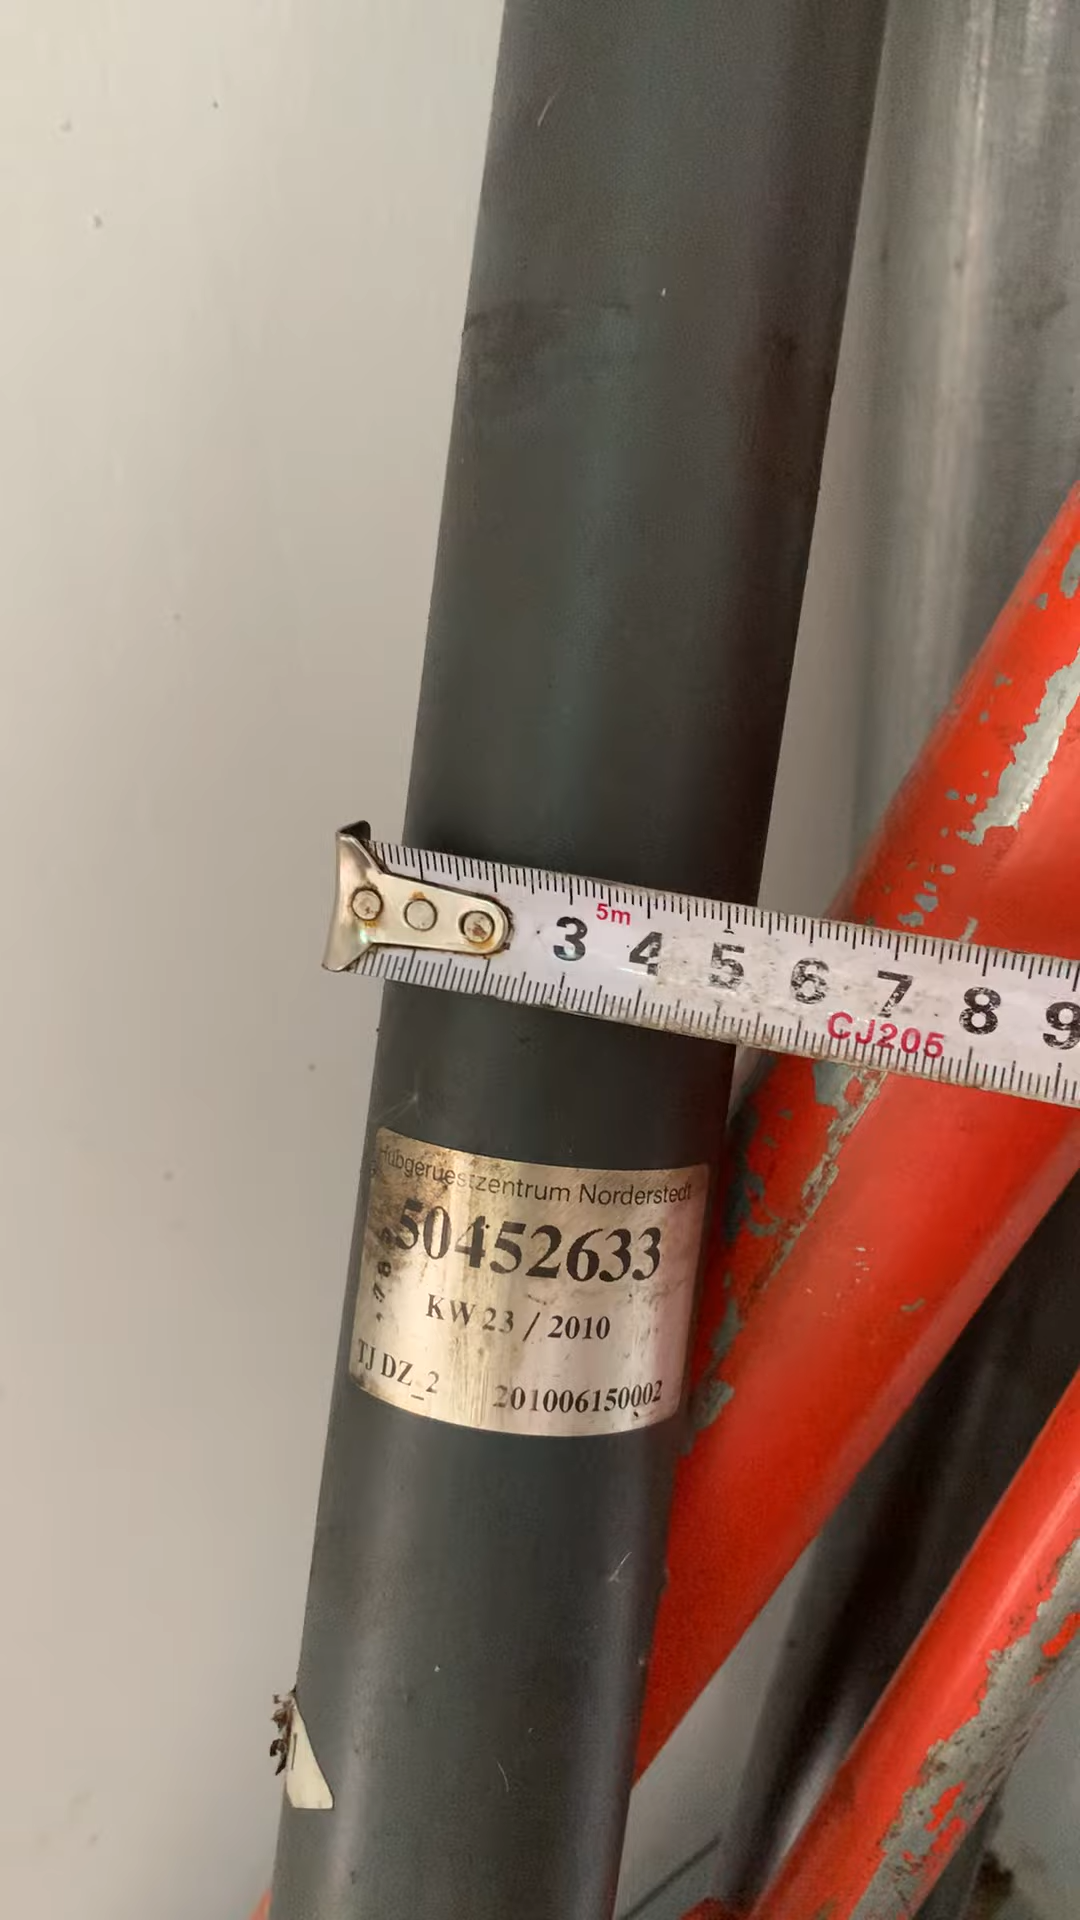 5m
3 4 5 6 7 8 9
CJ205
Hubgeruestzentrum Norderstedt
50452633
KW 23 / 2010
TJ DZ_2 201006150002